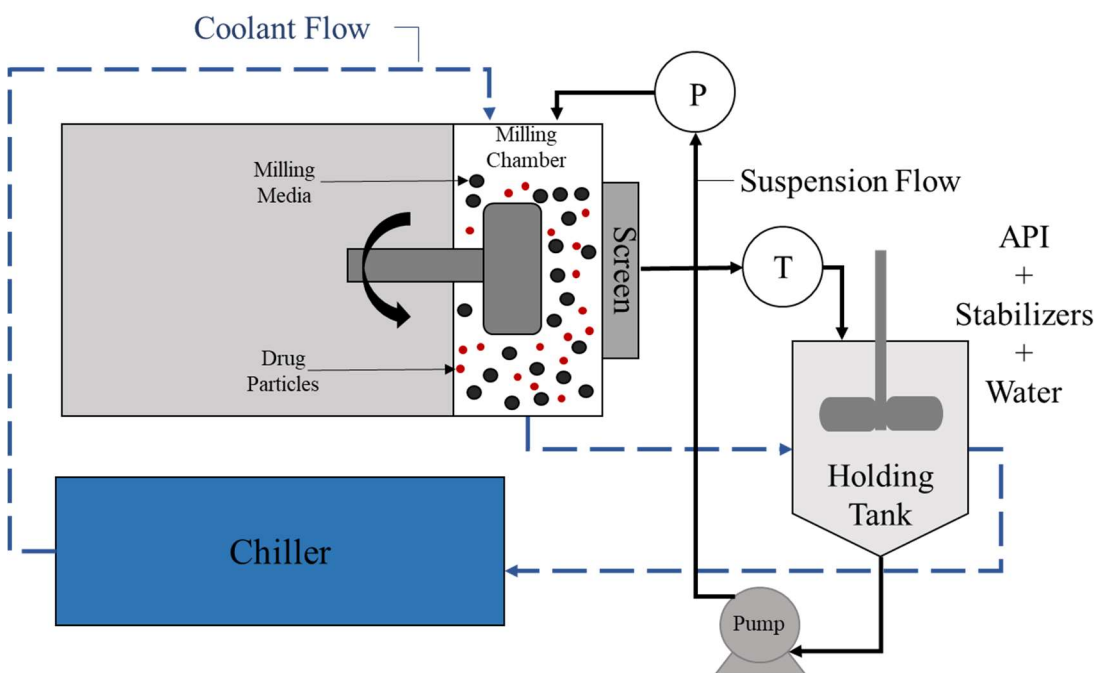 Coolant Flow
P
Milling
Chamber
Milling
Media
Suspension Flow
Screen
T
API
+
Stabilizers
+
Water
Drug
Particles
Holding
Tank
Chiller
Pump